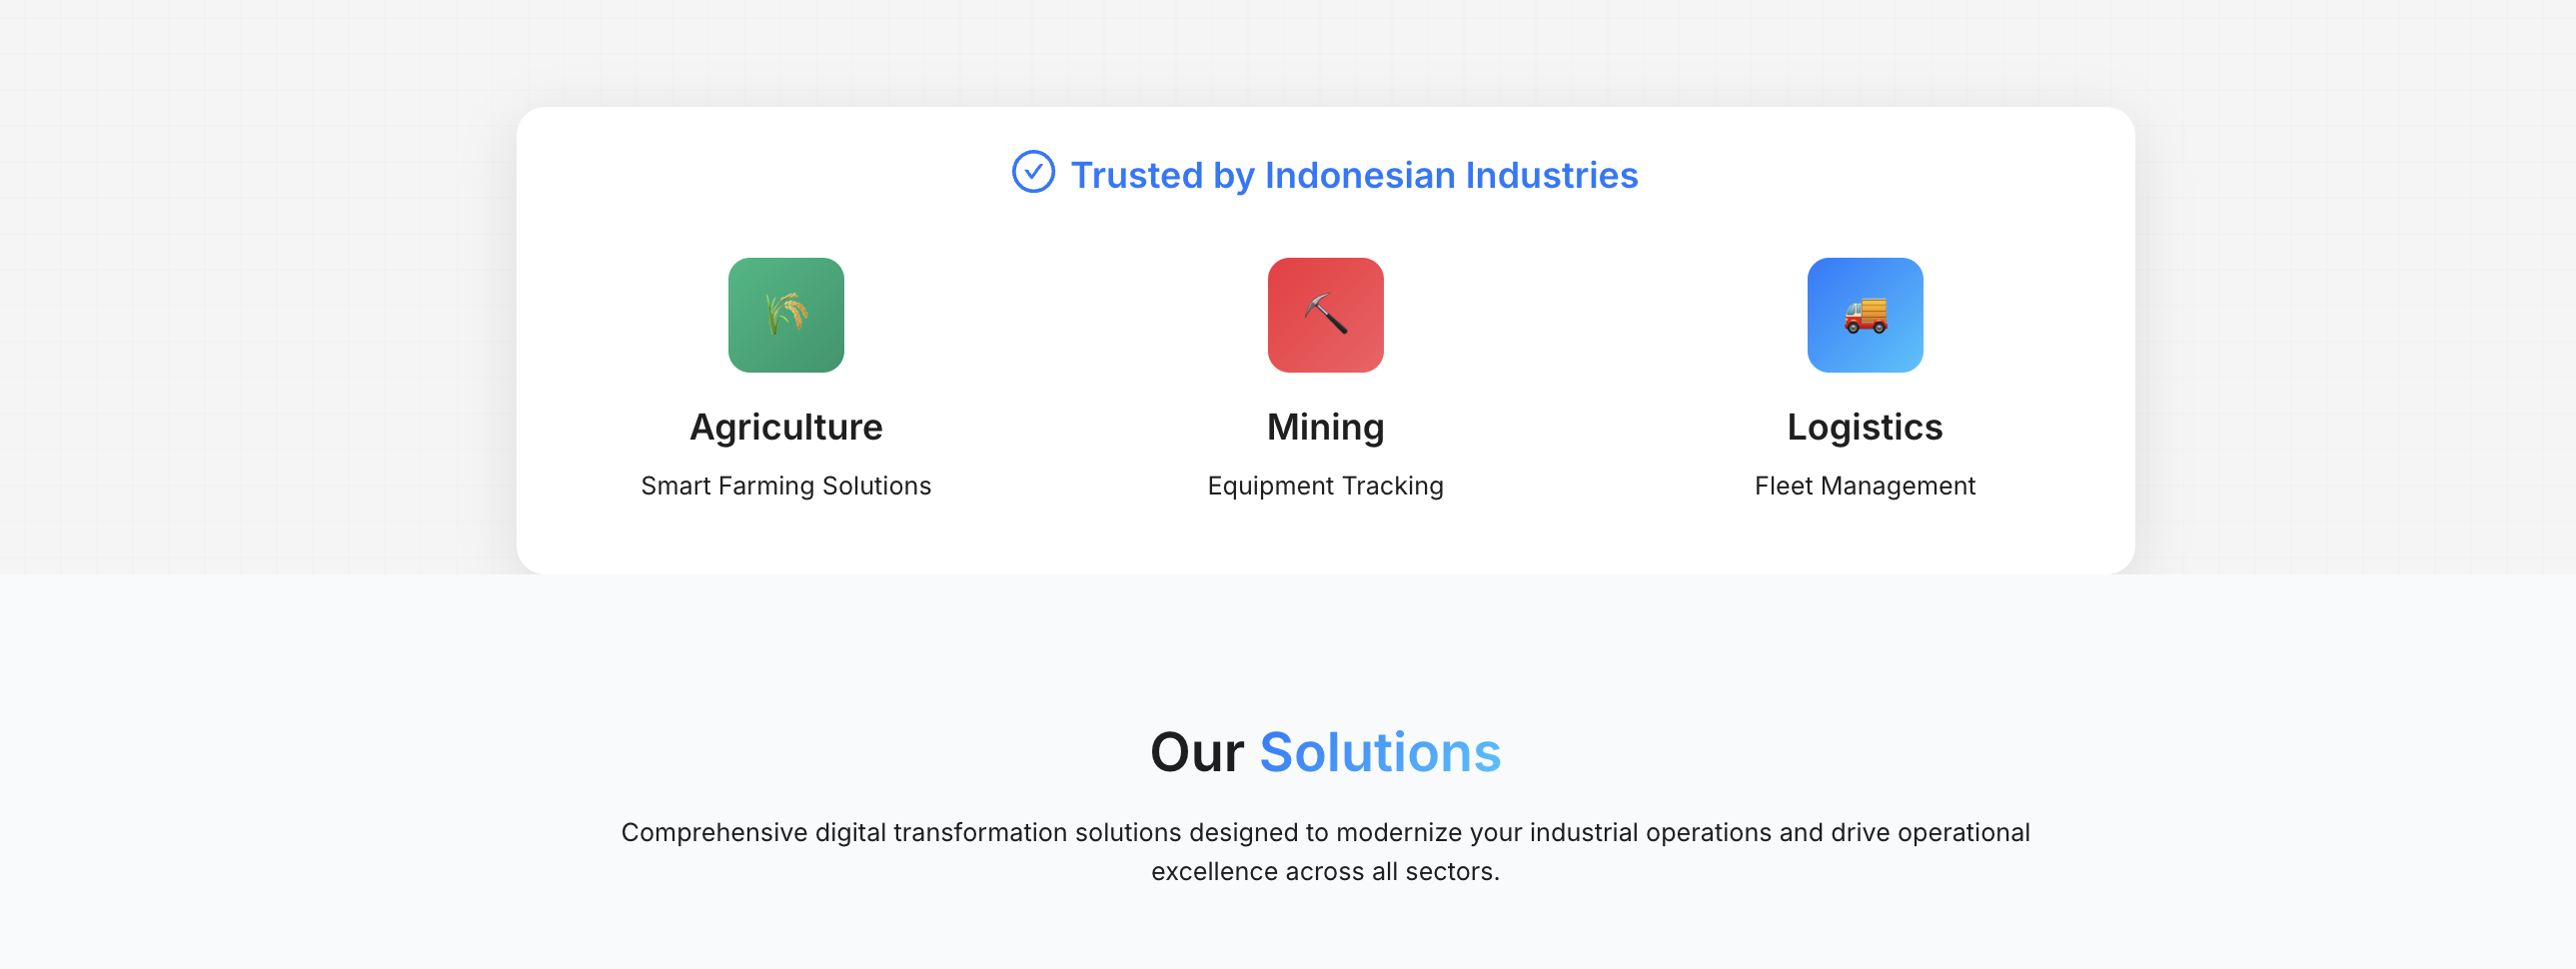 Trusted by Indonesian Industries
Agriculture
Smart Farming Solutions
Mining
Equipment Tracking
Logistics
Fleet Management
Our Solutions
Comprehensive digital transformation solutions designed to modernize your industrial operations and drive operational
excellence across all sectors.